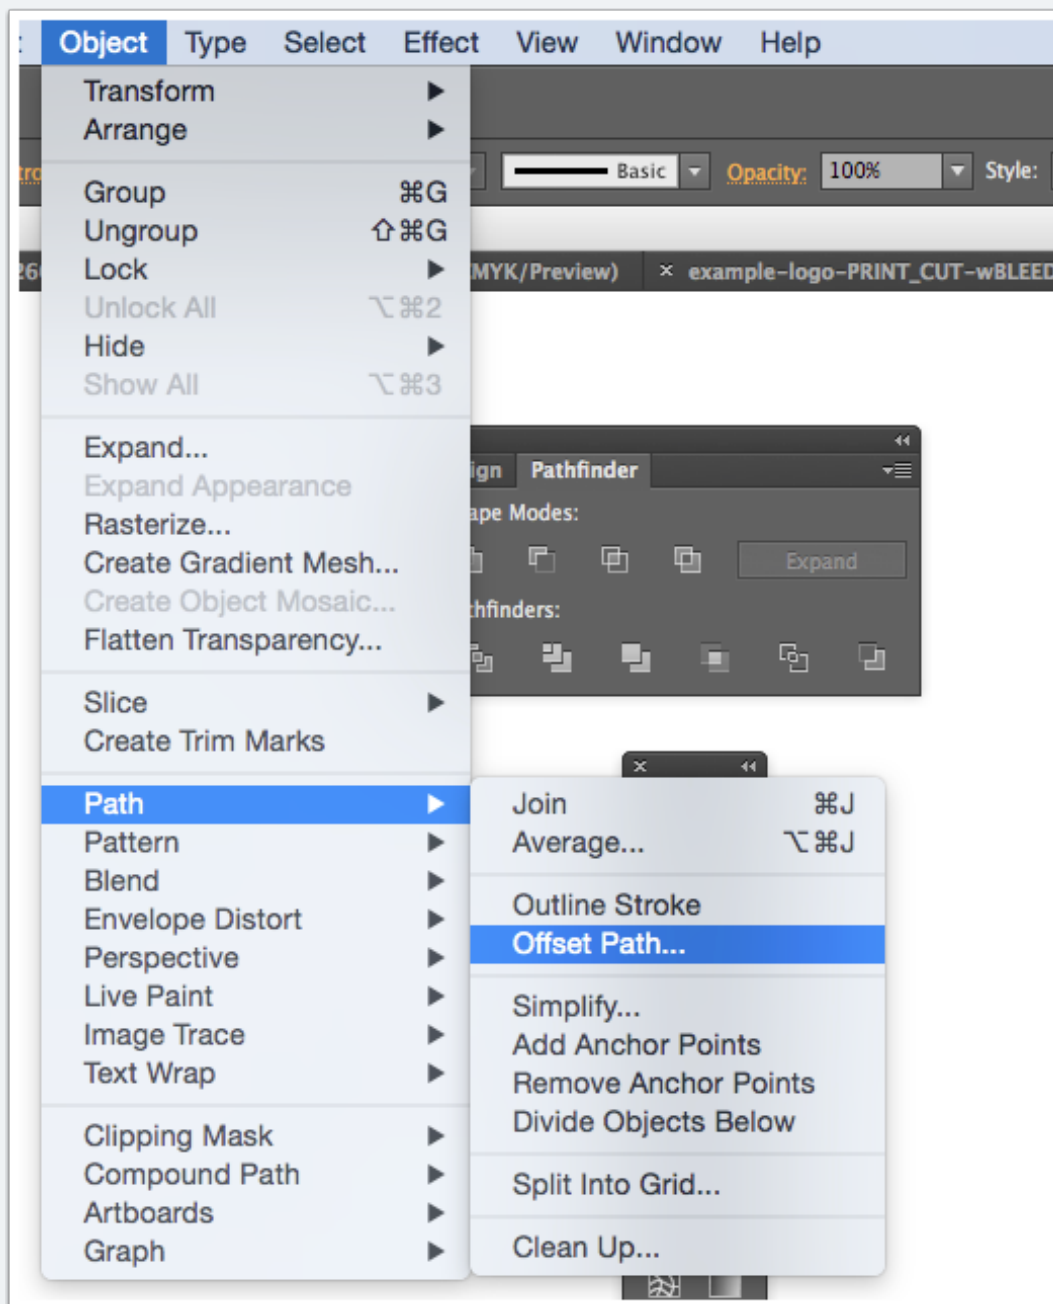 Object Type Select Effect View Window Help
Transform
Arrange
Basic Opacity: 100% Style:
Group ⌘G
Ungroup ⇧⌘G
Lock
MYK/Preview) × example-logo-PRINT_CUT-wBLEED
Unlock All ⌥⌘2
Hide
Show All ⌥⌘3
Expand...
Expand Appearance
Rasterize...
Create Gradient Mesh...
Create Object Mosaic...
Flatten Transparency...
Slice
Create Trim Marks
Path
Pattern
Blend
Envelope Distort
Perspective
Live Paint
Image Trace
Text Wrap
Clipping Mask
Compound Path
Artboards
Graph
ign Pathfinder
ape Modes:
Expand
thfinders:
Join ⌘J
Average... ⌥⌘J
Outline Stroke
Offset Path...
Simplify...
Add Anchor Points
Remove Anchor Points
Divide Objects Below
Split Into Grid...
Clean Up...